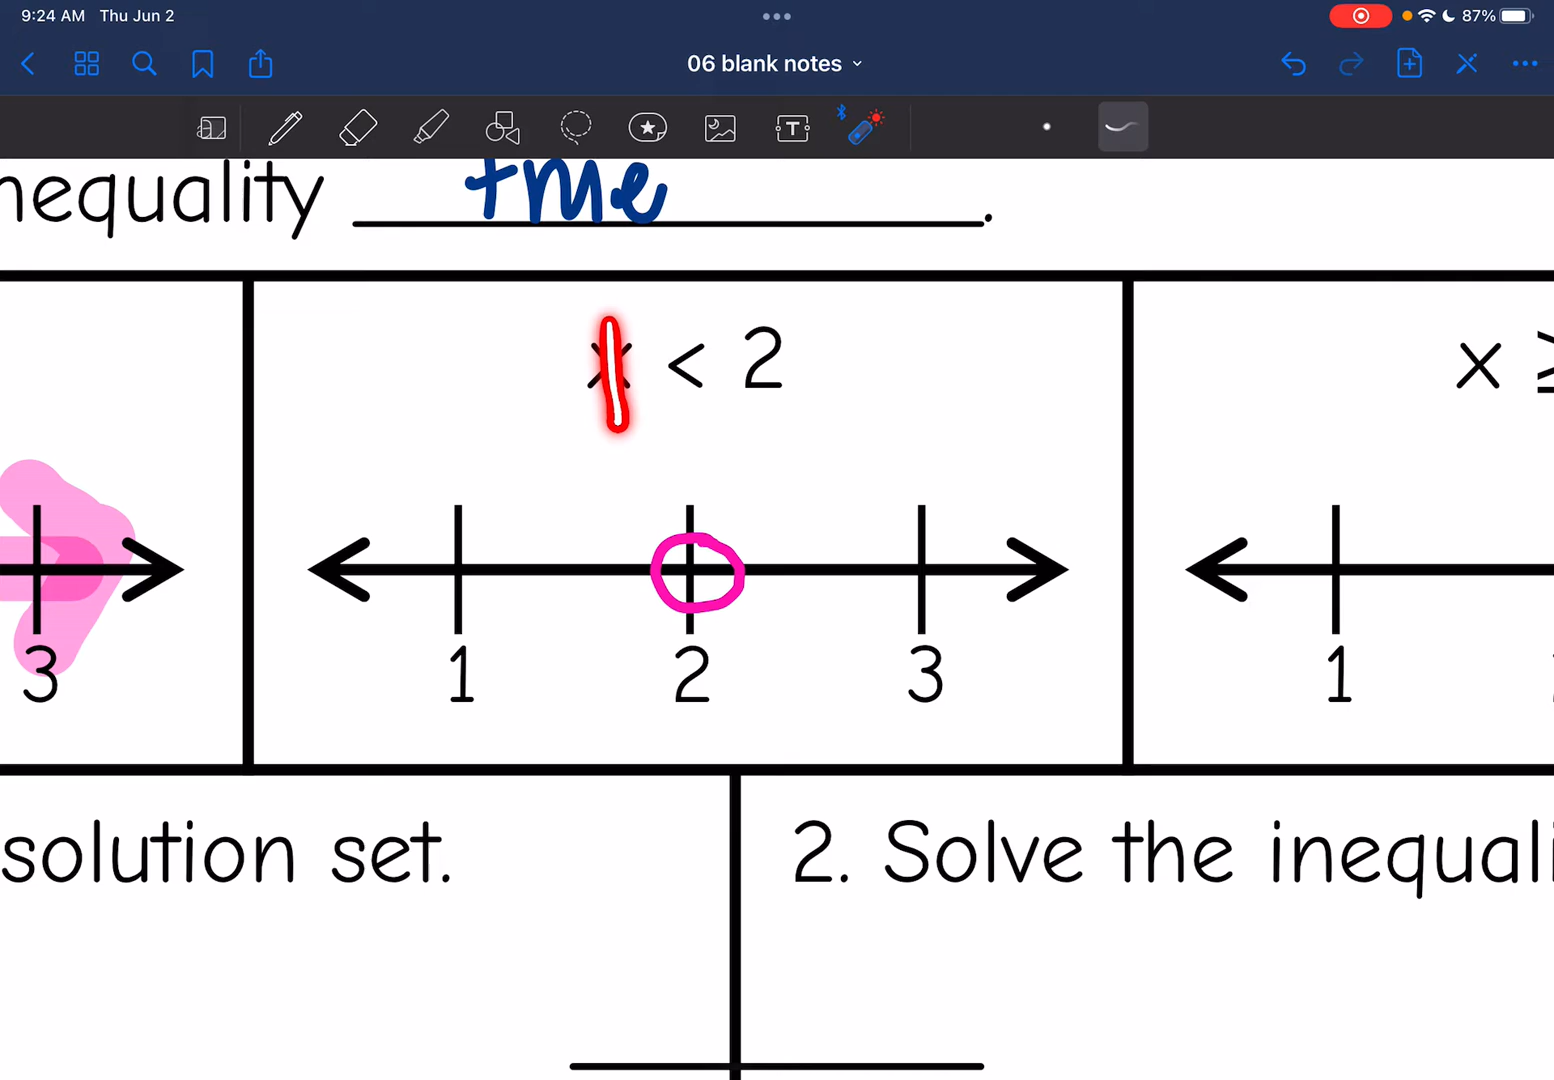 9:24 AM Thu Jun 2
87%
06 blank notes
T
nequality true .
x < 2
x ≥
3
1 2 3
1
solution set.
2. Solve the inequali